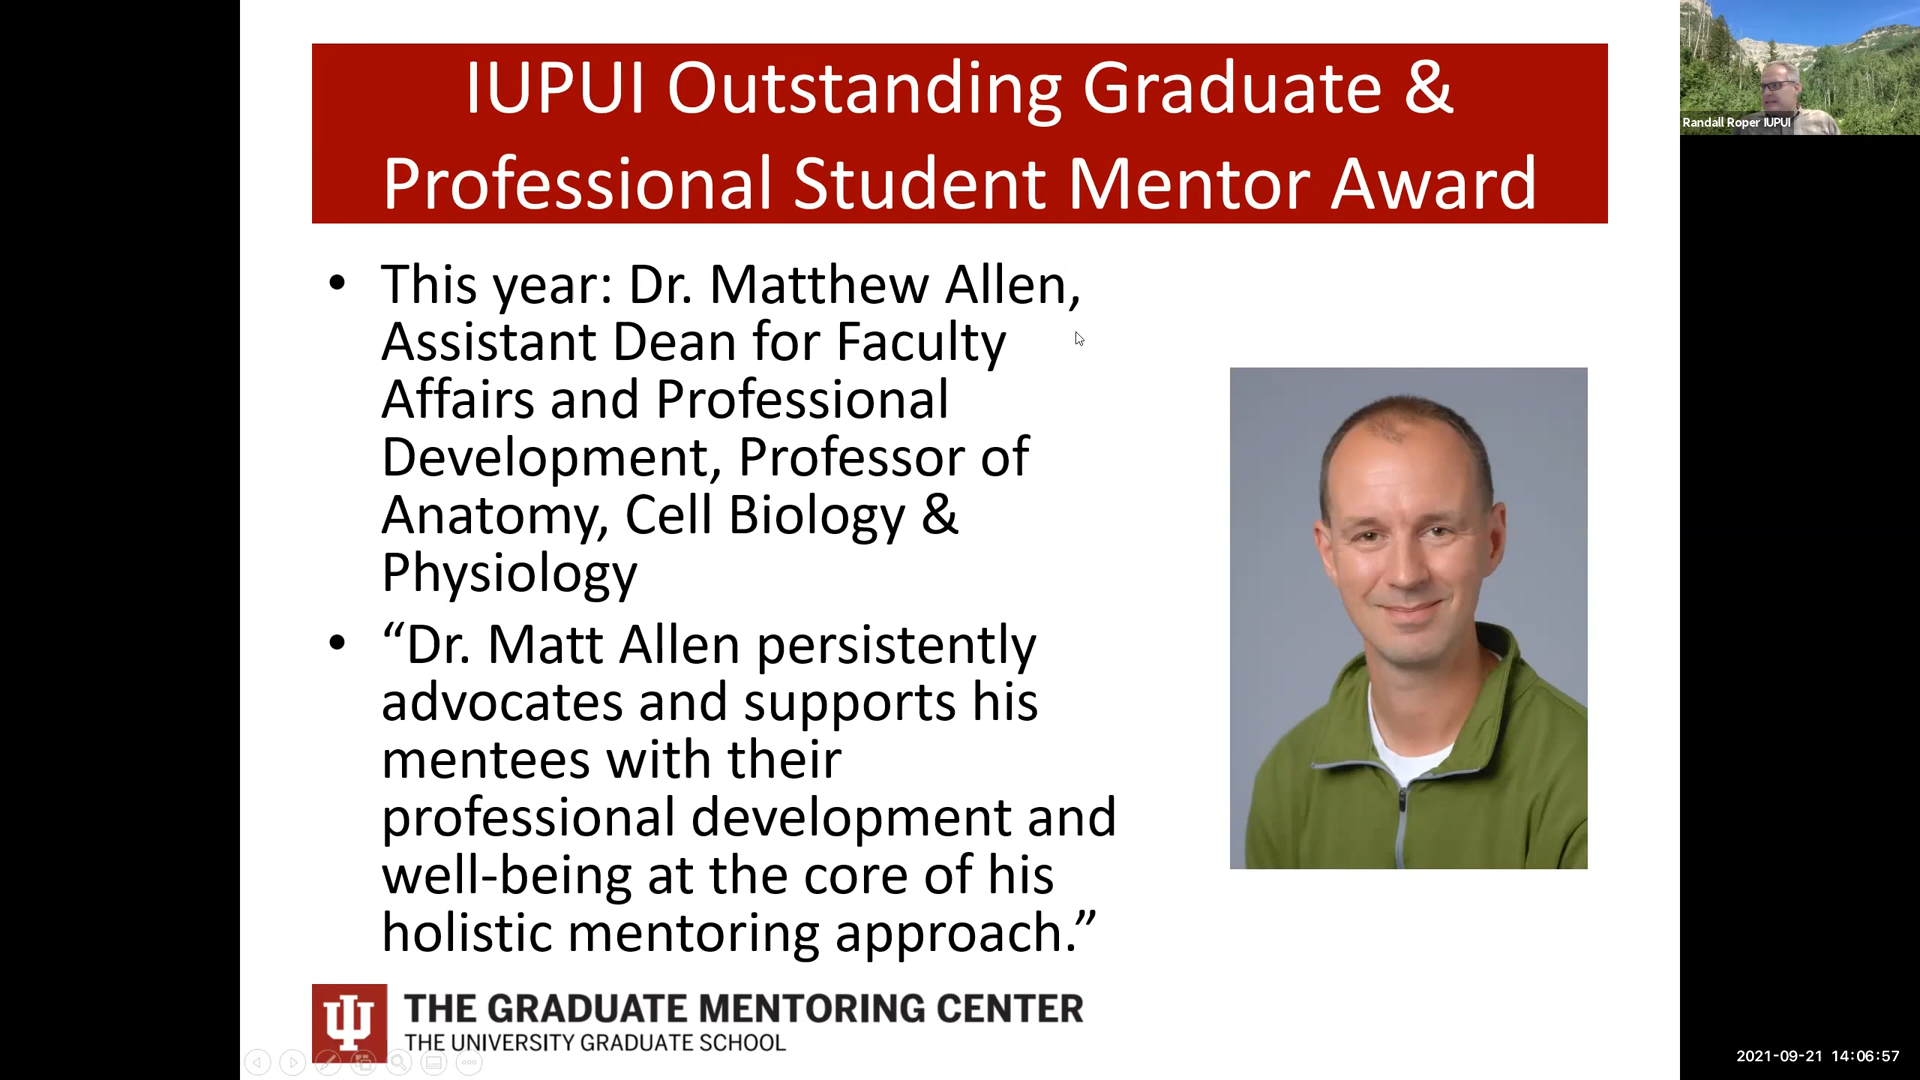 IUPUI Outstanding Graduate &
Professional Student Mentor Award
Randall Roper IUPUI
• This year: Dr. Matthew Allen,
Assistant Dean for Faculty
Affairs and Professional
Development, Professor of
Anatomy, Cell Biology &
Physiology
• “Dr. Matt Allen persistently
advocates and supports his
mentees with their
professional development and
well-being at the core of his
holistic mentoring approach.”
THE GRADUATE MENTORING CENTER
THE UNIVERSITY GRADUATE SCHOOL
2021-09-21 14:06:57